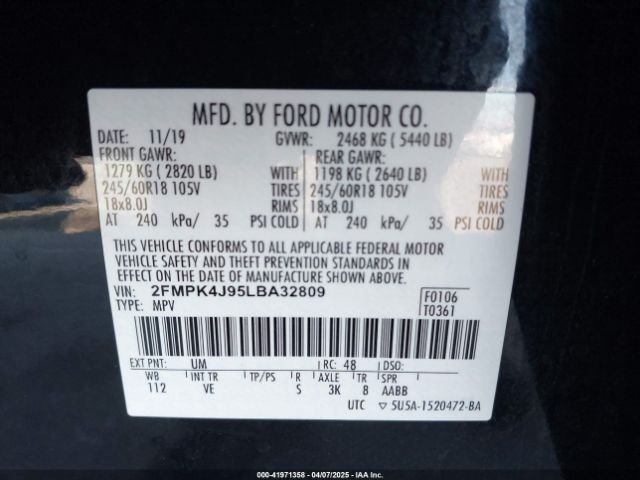 MFD. BY FORD MOTOR CO.
DATE: 11/19 GVWR: 2468 KG ( 5440 LB)
FRONT GAWR: REAR GAWR:
1279 KG ( 2820 LB) WITH 1198 KG ( 2640 LB) WITH
245/60R18 105V TIRES 245/60R18 105V TIRES
18x8.0J RIMS 18x8.0J RIMS
AT 240 kPa/ 35 PSI COLD AT 240 kPa/ 35 PSI COLD
THIS VEHICLE CONFORMS TO ALL APPLICABLE FEDERAL MOTOR
VEHICLE SAFETY AND THEFT PREVENTION STANDARDS IN
EFFECT ON THE DATE OF MANUFACTURE SHOWN ABOVE.
VIN: 2FMPK4J95LBA32809 F0106
TYPE: MPV T0361
EXT PNT: UM RC: 48 DSO:
WB INT TR TP/PS R AXLE TR SPR
112 VE S 3K 8 AABB
UTC 5U5A-1520472-BA
000-41971358 - 04/07/2025 - IAA Inc.